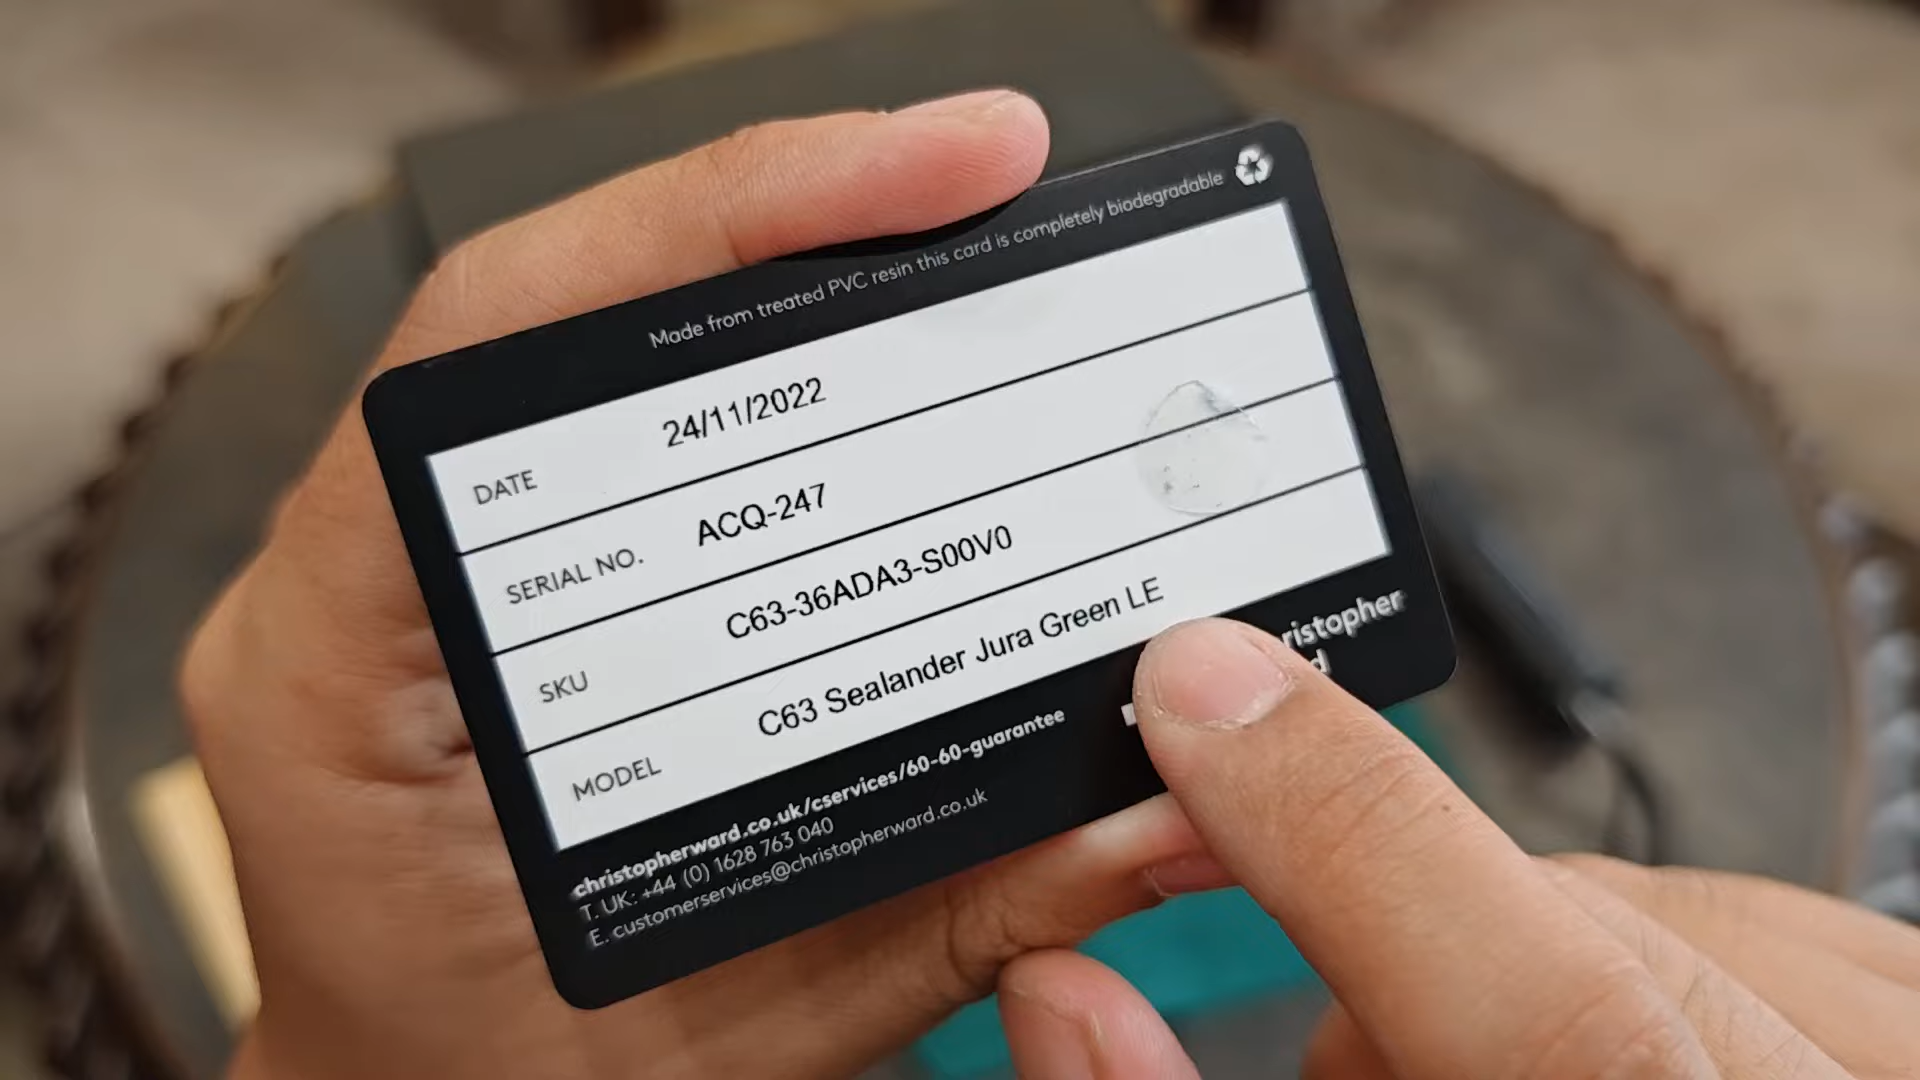 Made from treated PVC resin this card is completely biodegradable
DATE 24/11/2022
SERIAL NO. ACQ-247
SKU C63-36ADA3-S00V0
MODEL C63 Sealander Jura Green LE
christopherward.co.uk/cservices/60-60-guarantee
T. UK: +44 (0) 1628 763 040
E. customerservices@christopherward.co.uk